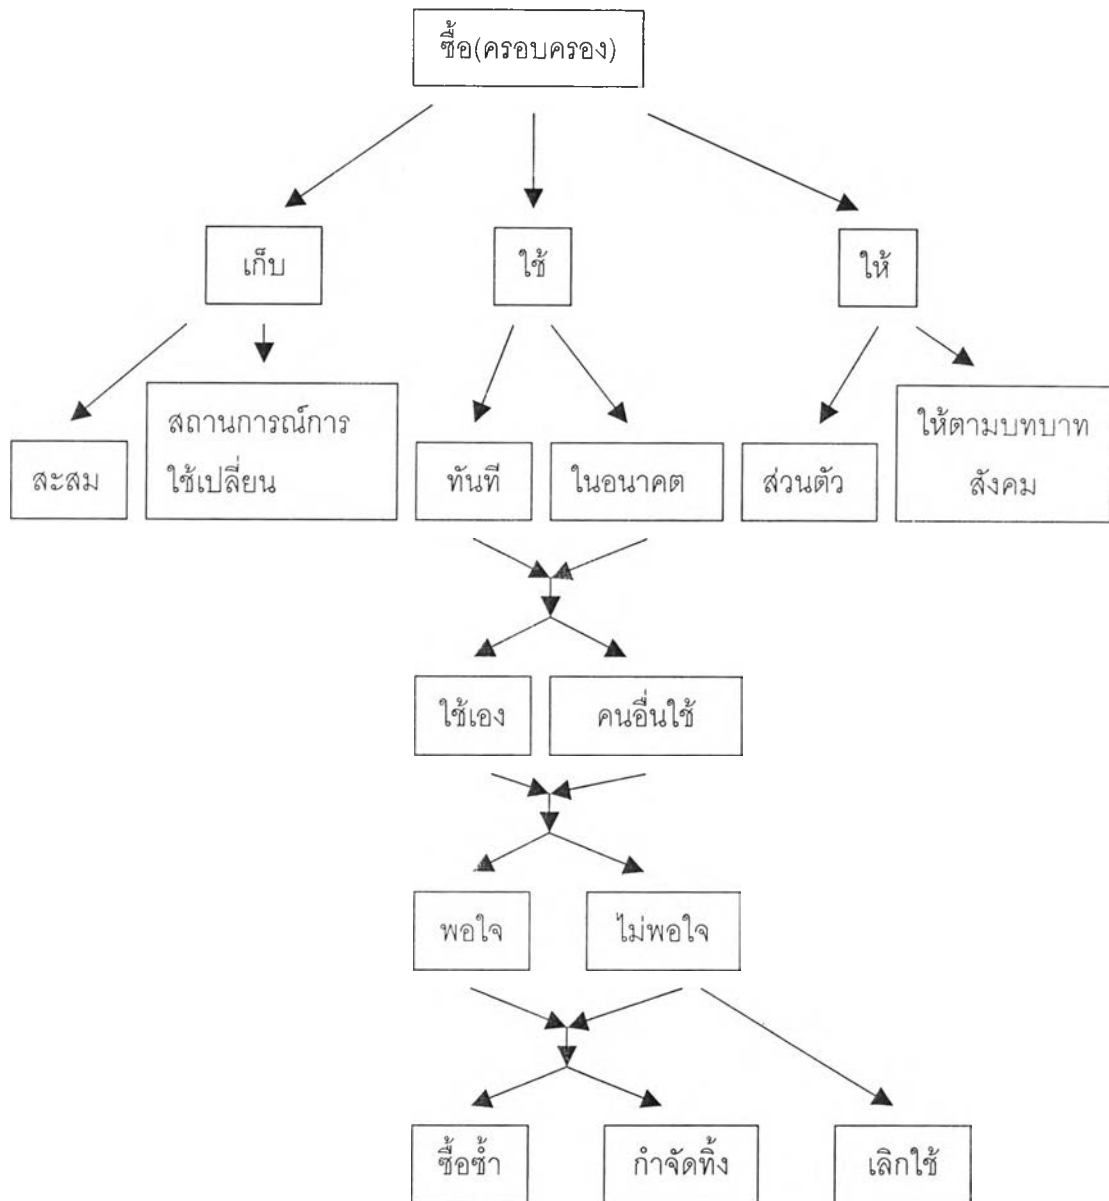 ซื้อ(ครอบครอง)
เก็บ
ใช้
ให้
สะสม
สถานการณ์การ
ใช้เปลี่ยน
ทันที
ในอนาคต
ส่วนตัว
ให้ตามบทบาท
สังคม
ใช้เอง
คนอื่นใช้
พอใจ
ไม่พอใจ
ซื้อซ้ำ
กำจัดทิ้ง
เลิกใช้